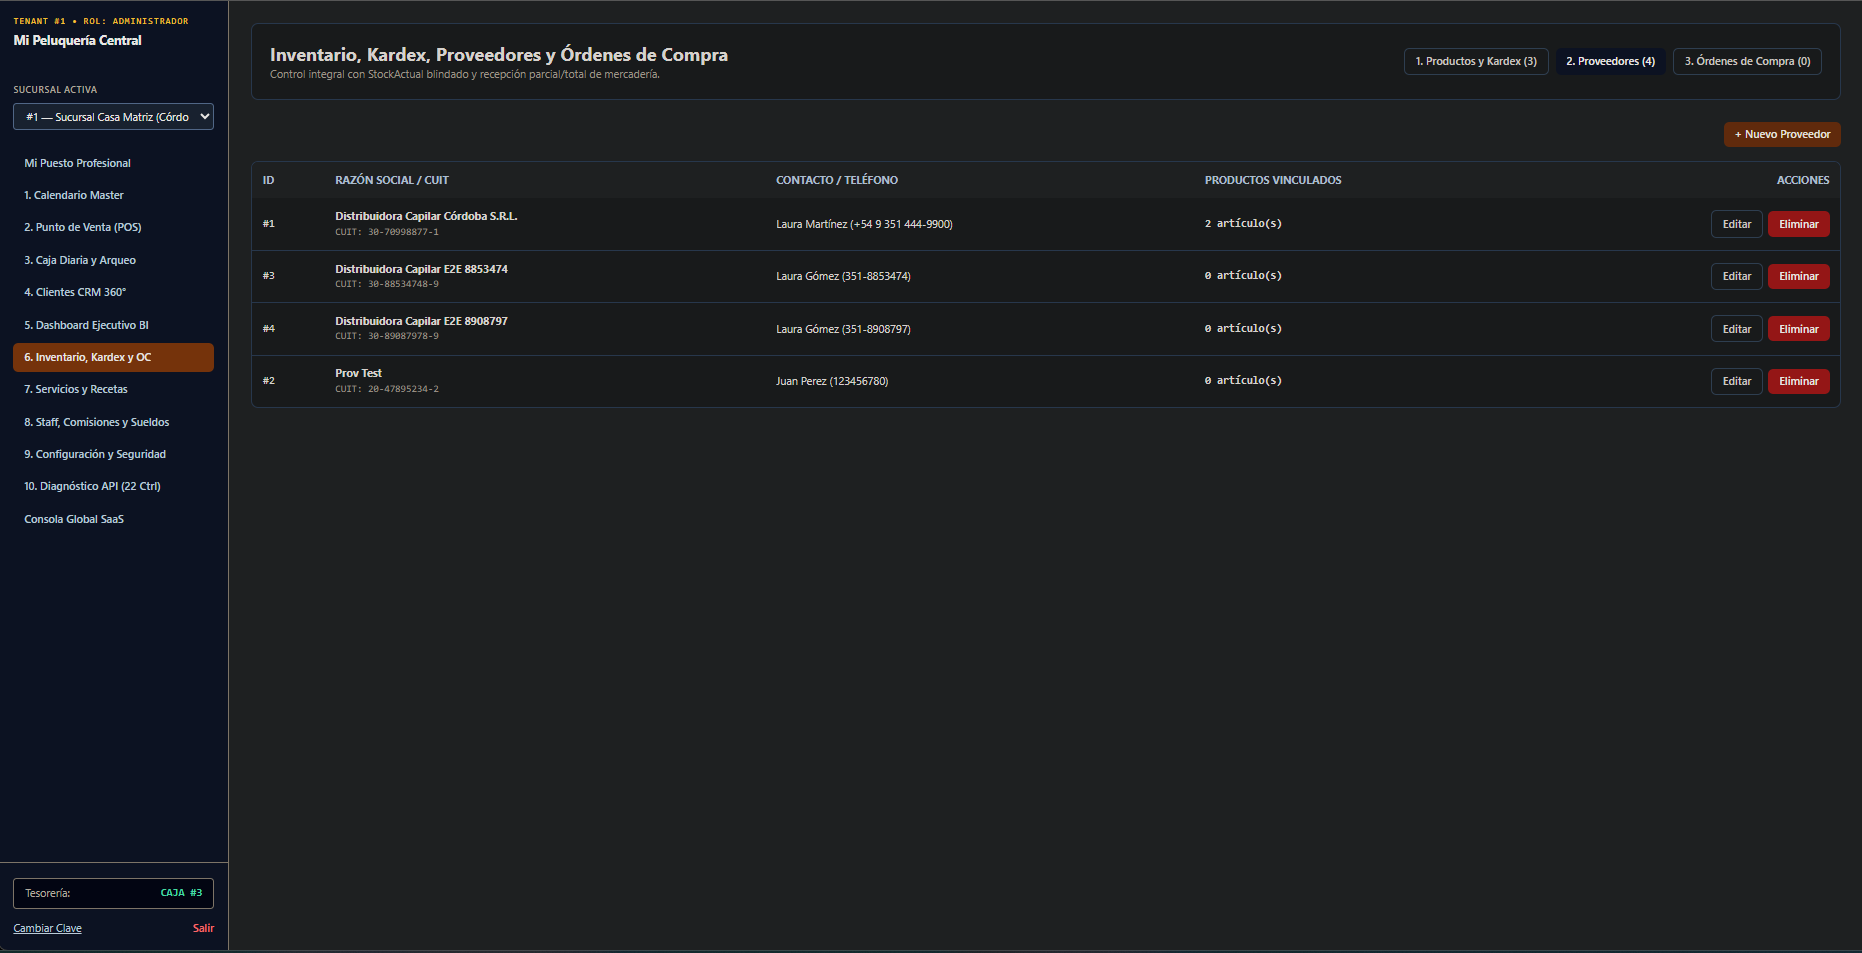 TENANT #1 • ROL: ADMINISTRADOR
Mi Peluquería Central
SUCURSAL ACTIVA
#1 — Sucursal Casa Matriz (Córdo
Mi Puesto Profesional
1. Calendario Master
2. Punto de Venta (POS)
3. Caja Diaria y Arqueo
4. Clientes CRM 360°
5. Dashboard Ejecutivo BI
6. Inventario, Kardex y OC
7. Servicios y Recetas
8. Staff, Comisiones y Sueldos
9. Configuración y Seguridad
10. Diagnóstico API (22 Ctrl)
Consola Global SaaS
Tesorería: CAJA #3
Cambiar Clave Salir
Inventario, Kardex, Proveedores y Órdenes de Compra
Control integral con StockActual blindado y recepción parcial/total de mercadería.
1. Productos y Kardex (3) 2. Proveedores (4) 3. Órdenes de Compra (0)
+ Nuevo Proveedor
ID RAZÓN SOCIAL / CUIT CONTACTO / TELÉFONO PRODUCTOS VINCULADOS ACCIONES
#1 Distribuidora Capilar Córdoba S.R.L. Laura Martínez (+54 9 351 444-9900) 2 artículo(s) Editar Eliminar
CUIT: 30-70998877-1
#3 Distribuidora Capilar E2E 8853474 Laura Gómez (351-8853474) 0 artículo(s) Editar Eliminar
CUIT: 30-88534748-9
#4 Distribuidora Capilar E2E 8908797 Laura Gómez (351-8908797) 0 artículo(s) Editar Eliminar
CUIT: 30-89087978-9
#2 Prov Test Juan Perez (123456780) 0 artículo(s) Editar Eliminar
CUIT: 20-47895234-2